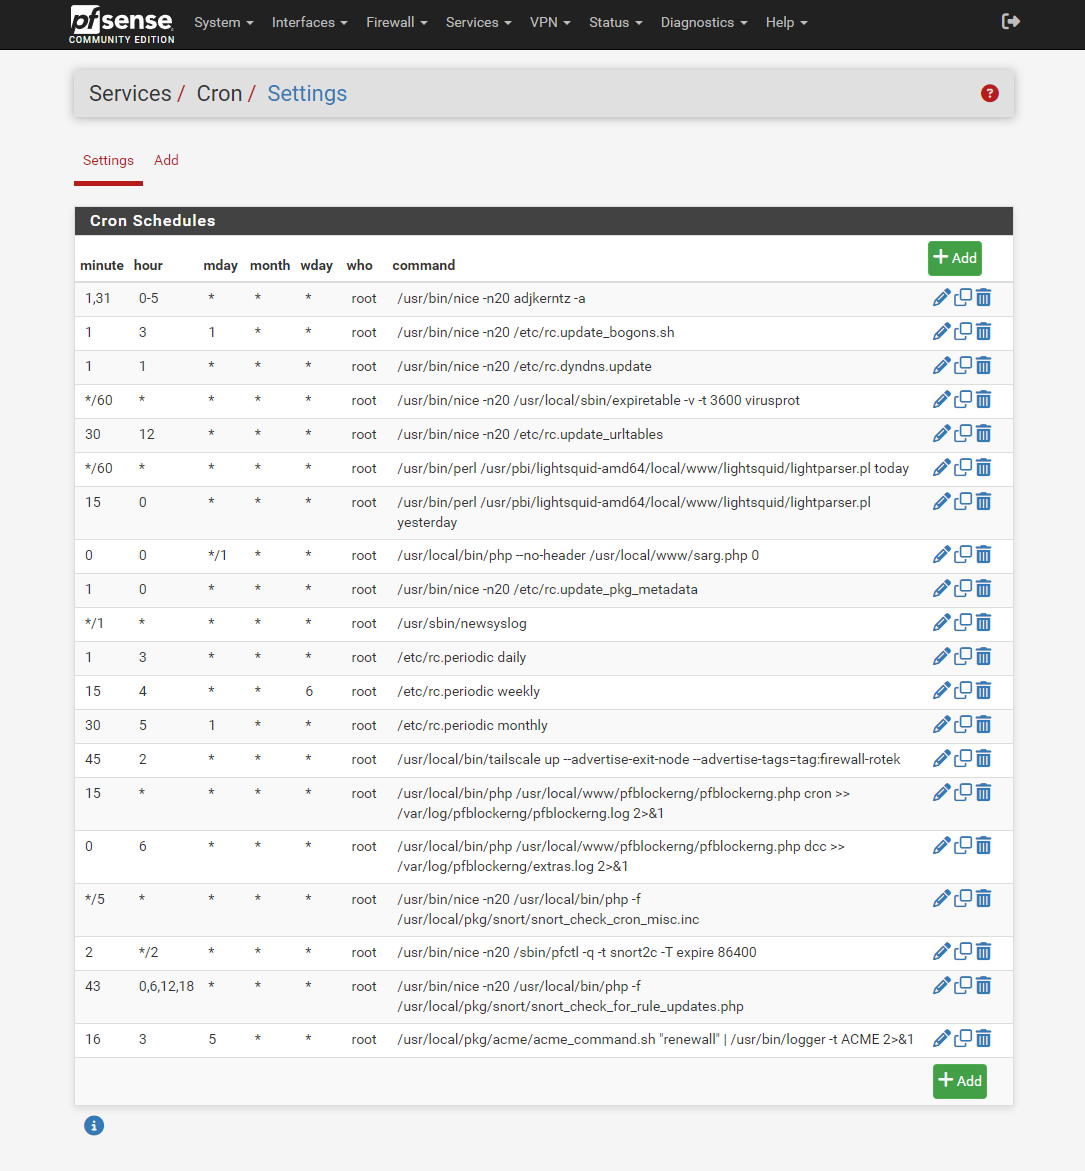 pfsense
COMMUNITY EDITION
System Interfaces Firewall Services VPN Status Diagnostics Help
Services / Cron / Settings
Settings Add
Cron Schedules
minute hour mday month wday who command Add
1,31 0-5 * * * root /usr/bin/nice -n20 adjkerntz -a
1 3 1 * * root /usr/bin/nice -n20 /etc/rc.update_bogons.sh
1 1 * * * root /usr/bin/nice -n20 /etc/rc.dyndns.update
*/60 * * * * root /usr/bin/nice -n20 /usr/local/sbin/expiretable -v -t 3600 virusprot
30 12 * * * root /usr/bin/nice -n20 /etc/rc.update_urltables
*/60 * * * * root /usr/bin/perl /usr/pbi/lightsquid-amd64/local/www/lightsquid/lightparser.pl today
15 0 * * * root /usr/bin/perl /usr/pbi/lightsquid-amd64/local/www/lightsquid/lightparser.pl
yesterday
0 0 */1 * * root /usr/local/bin/php --no-header /usr/local/www/sarg.php 0
1 0 * * * root /usr/bin/nice -n20 /etc/rc.update_pkg_metadata
*/1 * * * * root /usr/sbin/newsyslog
1 3 * * * root /etc/rc.periodic daily
15 4 * * 6 root /etc/rc.periodic weekly
30 5 1 * * root /etc/rc.periodic monthly
45 2 * * * root /usr/local/bin/tailscale up --advertise-exit-node --advertise-tags=tag:firewall-rotek
15 * * * * root /usr/local/bin/php /usr/local/www/pfblockerng/pfblockerng.php cron >>
/var/log/pfblockerng/pfblockerng.log 2>&1
0 6 * * * root /usr/local/bin/php /usr/local/www/pfblockerng/pfblockerng.php dcc >>
/var/log/pfblockerng/extras.log 2>&1
*/5 * * * * root /usr/bin/nice -n20 /usr/local/bin/php -f
/usr/local/pkg/snort/snort_check_cron_misc.inc
2 */2 * * * root /usr/bin/nice -n20 /sbin/pfctl -q -t snort2c -T expire 86400
43 0,6,12,18 * * * root /usr/bin/nice -n20 /usr/local/bin/php -f
/usr/local/pkg/snort/snort_check_for_rule_updates.php
16 3 5 * * root /usr/local/pkg/acme/acme_command.sh "renewall" | /usr/bin/logger -t ACME 2>&1
Add